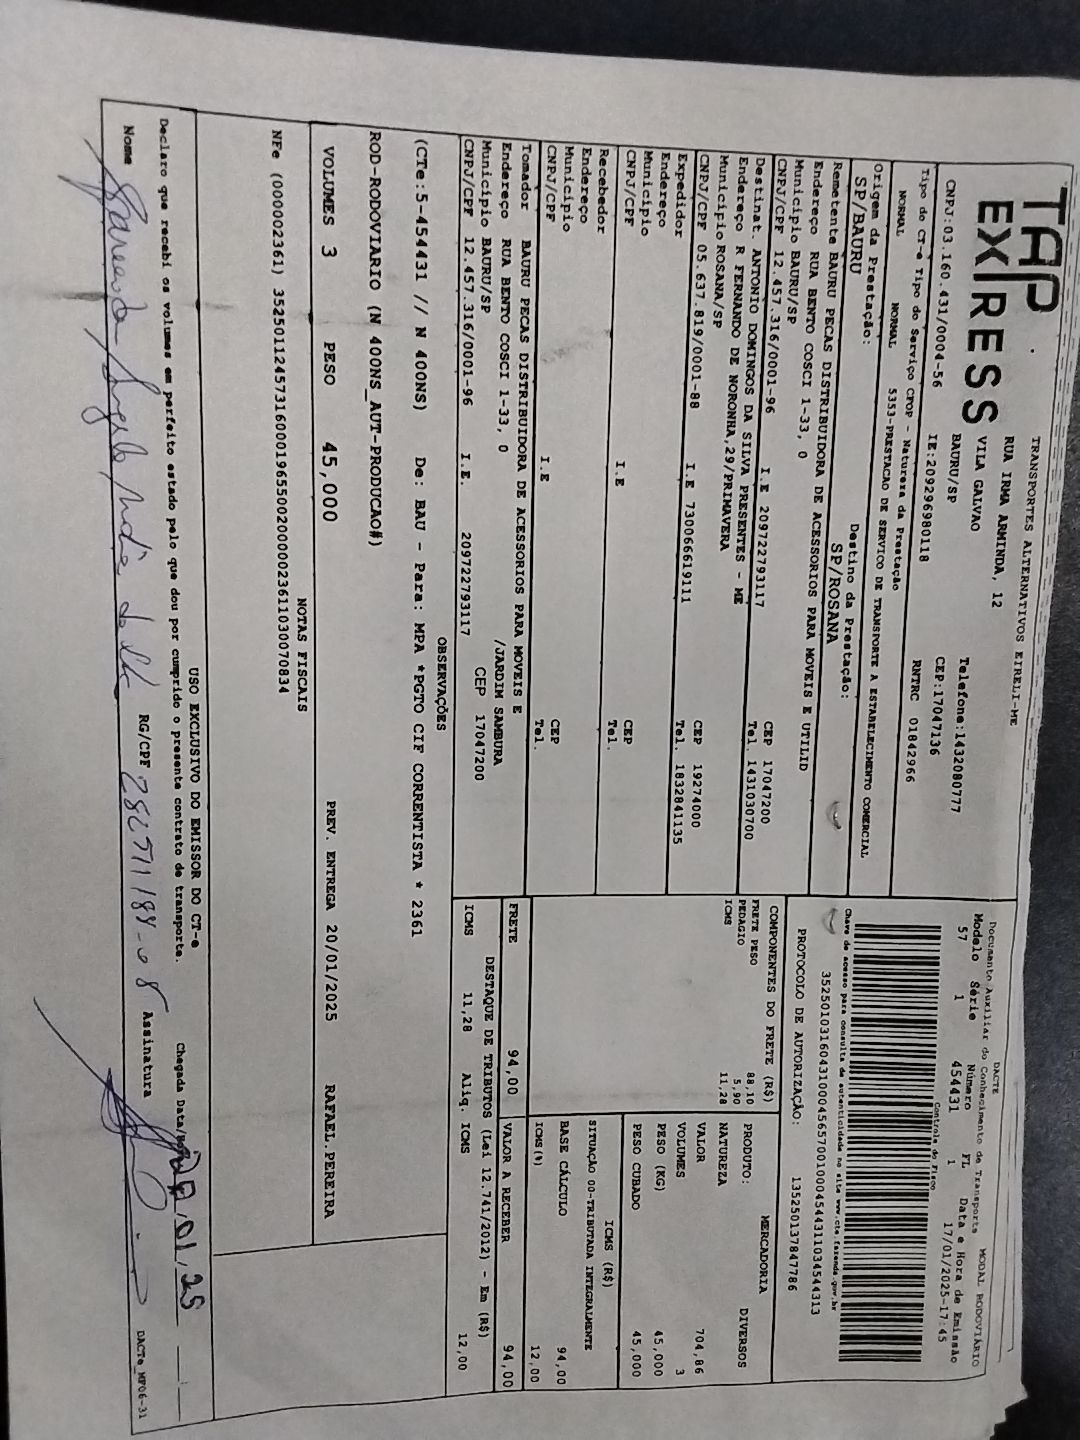 TAP EXPRESS
TRANSPORTES ALTERNATIVOS EIRELI-ME
RUA IRMA ARMINDA, 12
VILA GALVAO
BAURU/SP
Telefone:1432080777
CEP:17047136
CNPJ:03.160.431/0004-56 IE:209296980118 RNTRC 01842966
Tipo do CT-e Tipo do Serviço CFOP - Natureza da Prestação
NORMAL NORMAL 5353-PRESTACAO DE SERVICO DE TRANSPORTE A ESTABELECIMENTO COMERCIAL
Origem da Prestação: Destino da Prestação:
SP/BAURU SP/ROSANA
DACTE MODAL RODOVIÁRIO
Documento Auxiliar do Conhecimento de Transporte
Modelo Série Número FL Data e Hora de Emissão
57 1 454431 1 17/01/2025-17:45
Controle do Fisco
Chave de acesso para consulta de autenticidade no site www.cte.fazenda.gov.br
35250103160431000456570010004544311034544313
PROTOCOLO DE AUTORIZAÇÃO: 135250137847786
Remetente BAURU PECAS DISTRIBUIDORA DE ACESSORIOS PARA MOVEIS E UTILID
Endereço RUA BENTO COSCI 1-33, 0
Municipio BAURU/SP CEP 17047200
CNPJ/CPF 12.457.316/0001-96 I.E 209722793117 Tel. 1431030700
Destinat. ANTONIO DOMINGOS DA SILVA PRESENTES - ME
Endereço R FERNANDO DE NORONHA,29/PRIMAVERA
Municipio ROSANA/SP CEP 19274000
CNPJ/CPF 05.637.819/0001-88 I.E 730066619111 Tel. 1832841135
Expedidor
Endereço
Municipio CEP
CNPJ/CPF I.E Tel.
Recebedor
Endereço
Municipio CEP
CNPJ/CPF I.E Tel.
Tomador BAURU PECAS DISTRIBUIDORA DE ACESSORIOS PARA MOVEIS E
Endereço RUA BENTO COSCI 1-33, 0 /JARDIM SAMBURA
Municipio BAURU/SP CEP 17047200
CNPJ/CPF 12.457.316/0001-96 I.E. 209722793117
COMPONENTES DO FRETE (R$)
FRETE PESO 88,10
PEDAGIO 5,90
ICMS 11,28
MERCADORIA
PRODUTO: DIVERSOS
NATUREZA
VALOR 704,86
VOLUMES 3
PESO (KG) 45,000
PESO CUBADO 45,000
ICMS (R$)
SITUAÇÃO 00-TRIBUTADA INTEGRALMENTE
BASE CÁLCULO 94,00
ICMS(%) 12,00
FRETE 94,00 VALOR A RECEBER 94,00
DESTAQUE DE TRIBUTOS (Lei 12.741/2012) - Em (R$)
ICMS 11,28 Aliq. ICMS 12,00
OBSERVAÇÕES
(CTe:5-454431 // N 400NS) De: BAU - Para: MPA *PGTO CIF CORRENTISTA * 2361
ROD-RODOVIARIO (N 400NS_AUT-PRODUCAO#)
VOLUMES 3 PESO 45,000 PREV. ENTREGA 20/01/2025 RAFAEL.PEREIRA
NOTAS FISCAIS
NFe (000002361) 35250112457316000196550020000023611030070834
USO EXCLUSIVO DO EMISSOR DO CT-e
Declaro que recebi os volumes em perfeito estado pelo que dou por cumprido o presente contrato de transporte. Chegada Data/
Nome RG/CPF Assinatura
DACTe_MF06-31